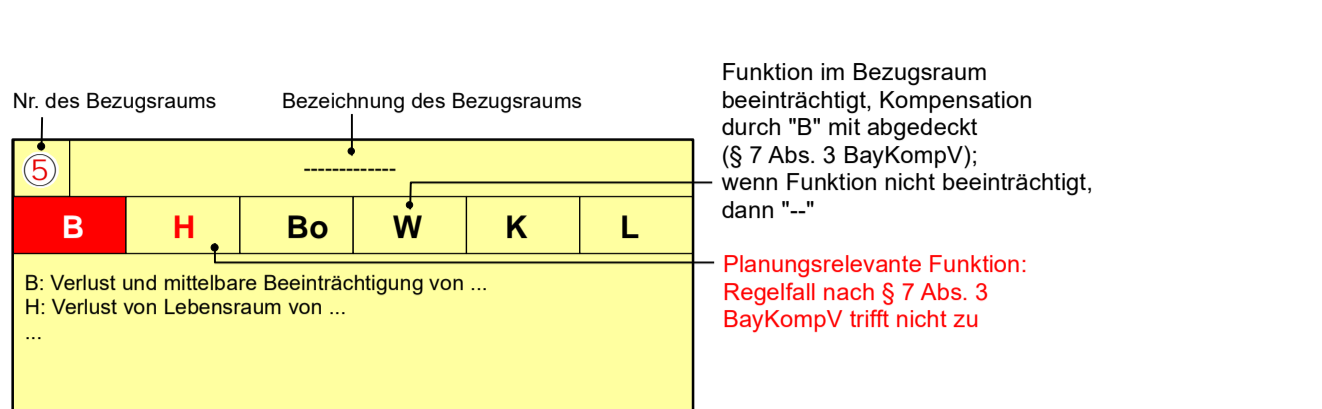 Nr. des Bezugsraums
Bezeichnung des Bezugsraums
5
-------------
B H Bo W K L
B: Verlust und mittelbare Beeinträchtigung von ...
H: Verlust von Lebensraum von ...
...
Funktion im Bezugsraum
beeinträchtigt, Kompensation
durch "B" mit abgedeckt
(§ 7 Abs. 3 BayKompV);
wenn Funktion nicht beeinträchtigt,
dann "--"
Planungsrelevante Funktion:
Regelfall nach § 7 Abs. 3
BayKompV trifft nicht zu